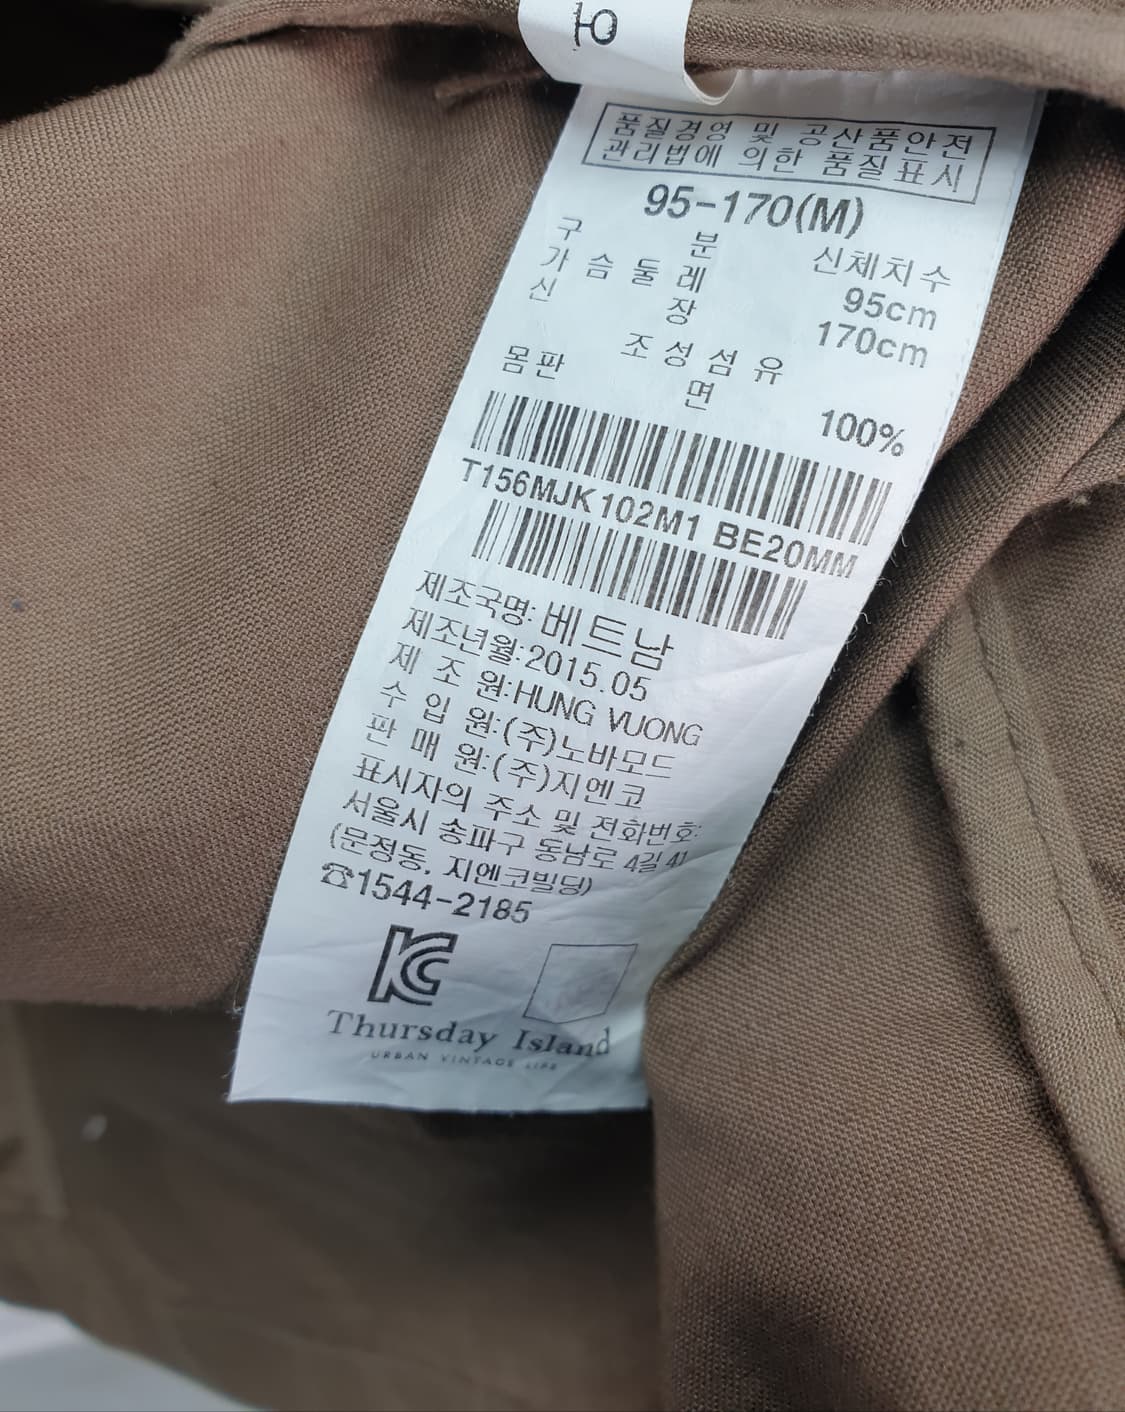 품질경영 및 공산품안전
관리법에 의한 품질표시
95-170(M)
구 분 신체치수
가 슴 둘 레 95cm
신 장 170cm
조 성 섬 유
몸판 면 100%
T156MJK102M1 BE20MM
제조국명: 베트남
제조년월:2015.05
제 조 원:HUNG VUONG
수 입 원:(주)노바모드
판 매 원:(주)지엔코
표시자의 주소 및 전화번호:
서울시 송파구 동남로 4길 41
(문정동, 지엔코빌딩)
☎1544-2185
KC
Thursday Island
URBAN VINTAGE LIFE